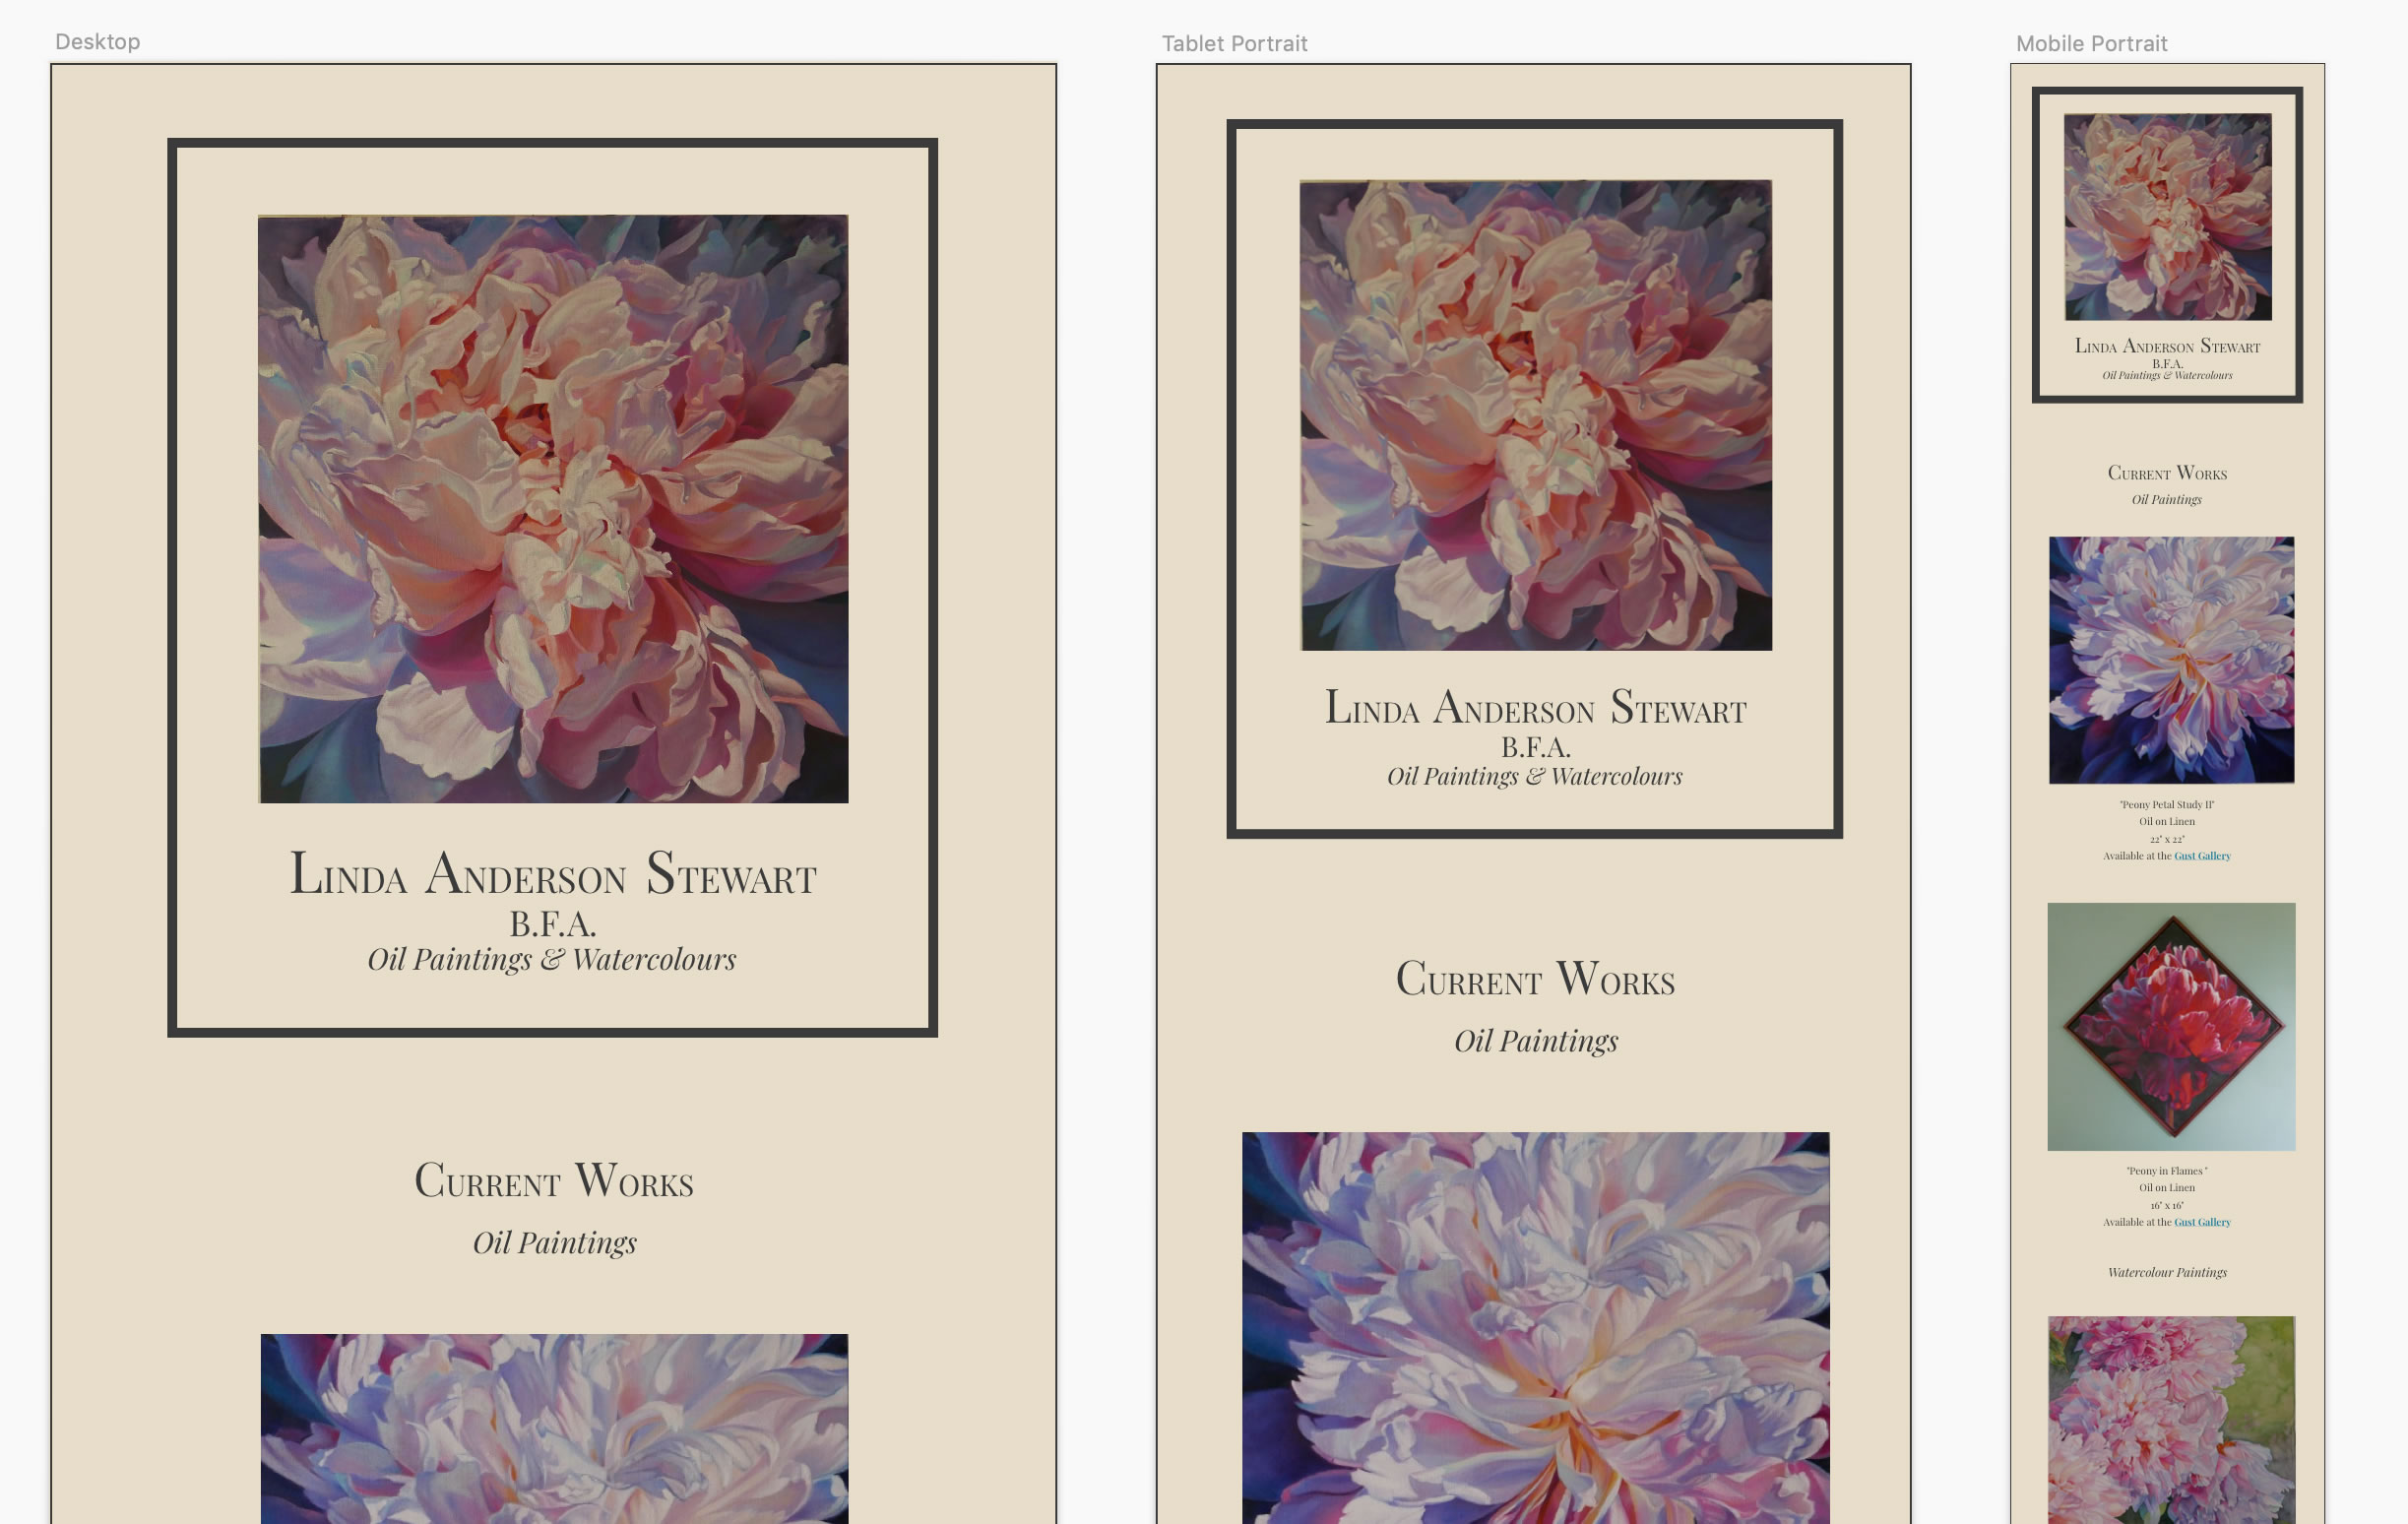 Desktop
Linda Anderson Stewart
B.F.A.
Oil Paintings & Watercolours
Current Works
Oil Paintings
Tablet Portrait
Linda Anderson Stewart
B.F.A.
Oil Paintings & Watercolours
Current Works
Oil Paintings
Mobile Portrait
Linda Anderson Stewart
B.F.A.
Oil Paintings & Watercolours
Current Works
Oil Paintings
"Peony Petal Study II"
Oil on Linen
22" x 22"
Available at the Gust Gallery
"Peony in Flames "
Oil on Linen
16" x 16"
Available at the Gust Gallery
Watercolour Paintings